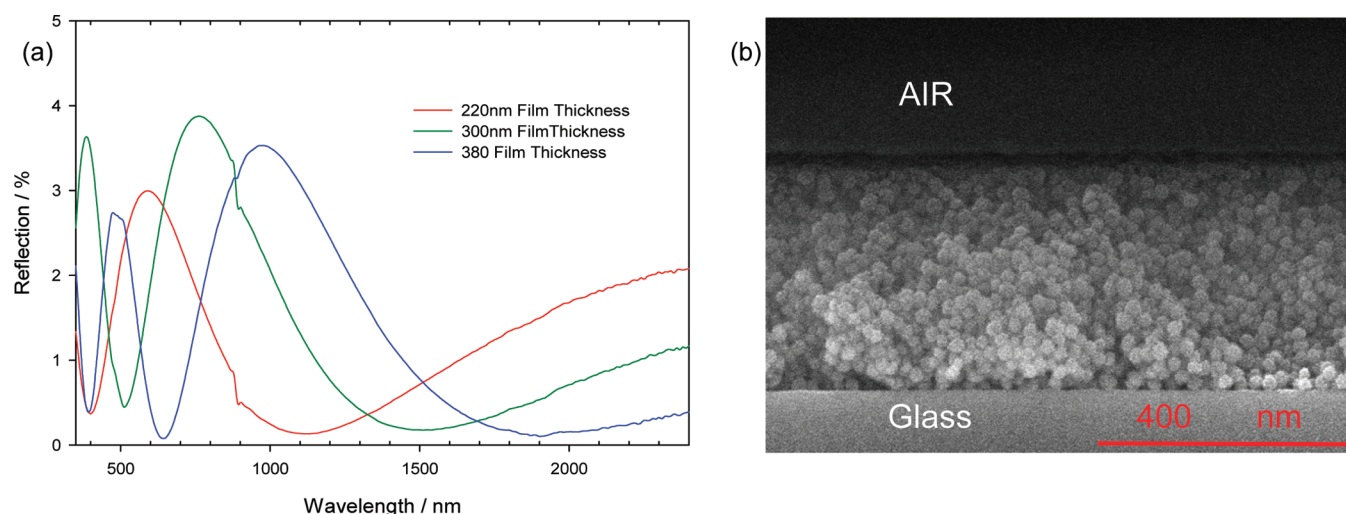 (a)
5
4
3
2
1
0
Reflection / %
220nm Film Thickness
300nm FilmThickness
380 Film Thickness
500
1000
1500
2000
Wavelength / nm
(b)
AIR
Glass
400 nm